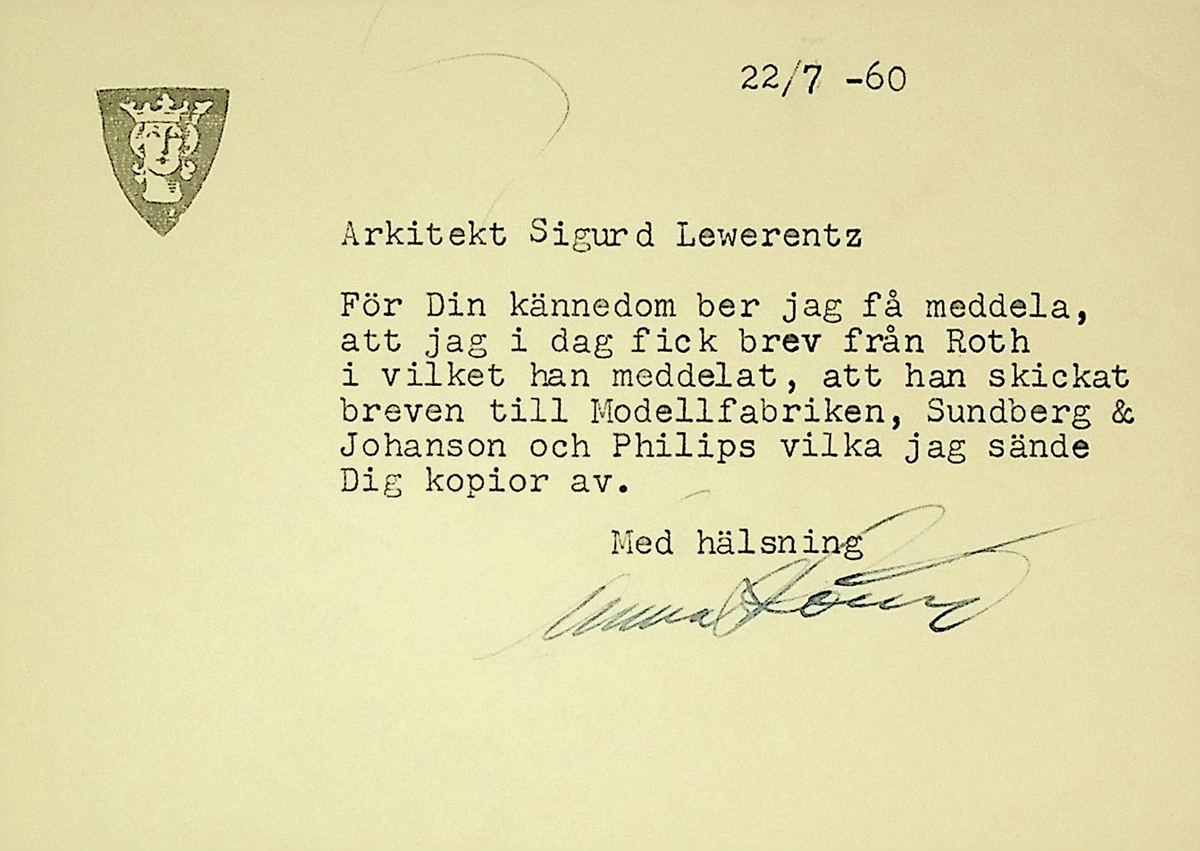 22/7 -60
Arkitekt Sigurd Lewerentz
För Din kännedom ber jag få meddela,
att jag i dag fick brev från Roth
i vilket han meddelat, att han skickat
breven till Modellfabriken, Sundberg &
Johanson och Philips vilka jag sände
Dig kopior av.
Med hälsning